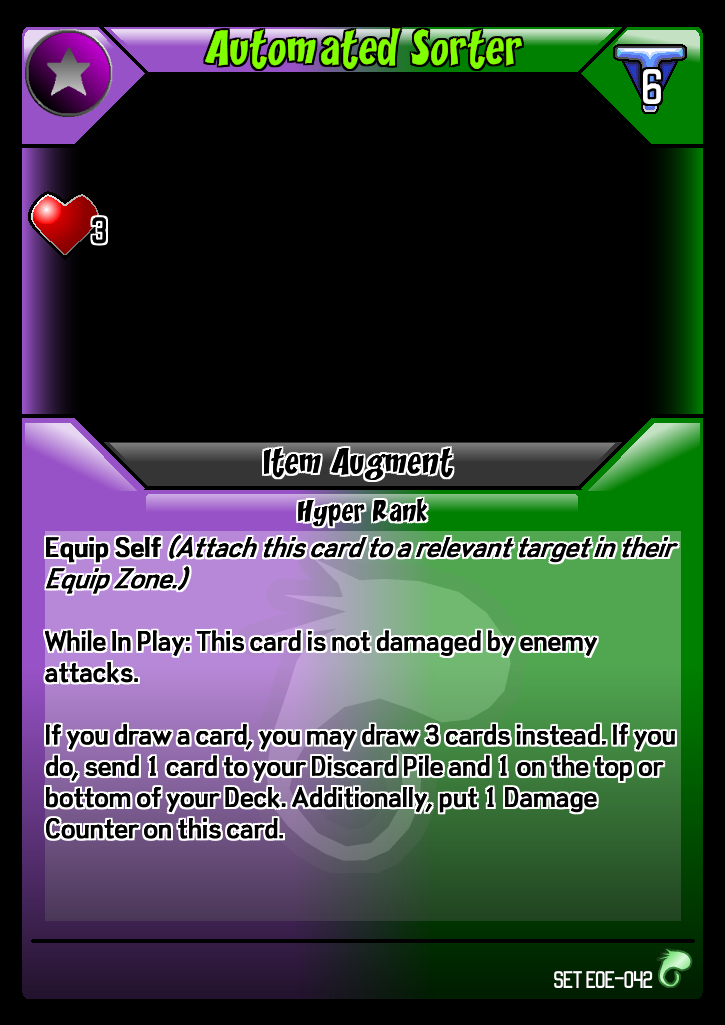 Automated Sorter
6
3
Item Augment
Hyper Rank
Equip Self (Attach this card to a relevant target in their
Equip Zone.)
While In Play: This card is not damaged by enemy
attacks.
If you draw a card, you may draw 3 cards instead. If you
do, send 1 card to your Discard Pile and 1 on the top or
bottom of your Deck. Additionally, put 1 Damage
Counter on this card.
SET EOE-042